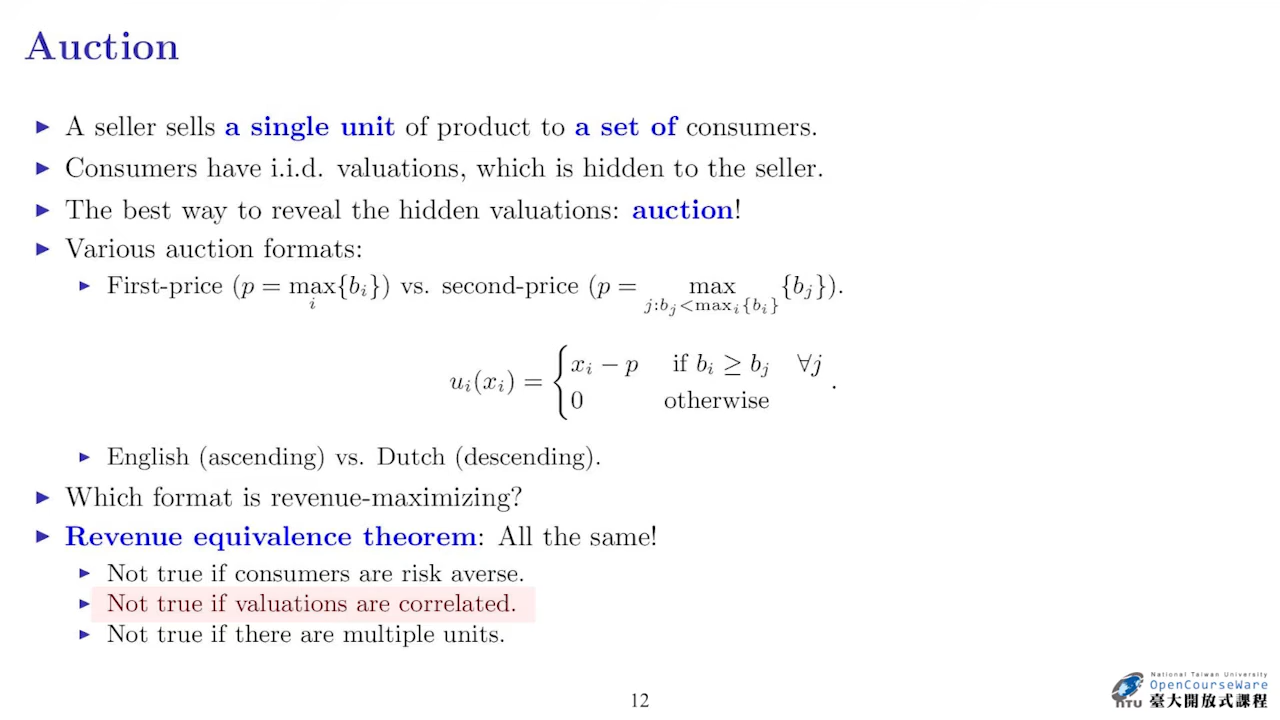 Auction
▶ A seller sells a single unit of product to a set of consumers.
▶ Consumers have i.i.d. valuations, which is hidden to the seller.
▶ The best way to reveal the hidden valuations: auction!
▶ Various auction formats:
▶ First-price (p = max_i{b_i}) vs. second-price (p = max_{j:b_j<max_i{b_i}}{b_j}).
u_i(x_i) = { x_i − p if b_i ≥ b_j ∀j
0 otherwise .
▶ English (ascending) vs. Dutch (descending).
▶ Which format is revenue-maximizing?
▶ Revenue equivalence theorem: All the same!
▶ Not true if consumers are risk averse.
▶ Not true if valuations are correlated.
▶ Not true if there are multiple units.
12
National Taiwan University
OpenCourseWare
NTU 臺大開放式課程